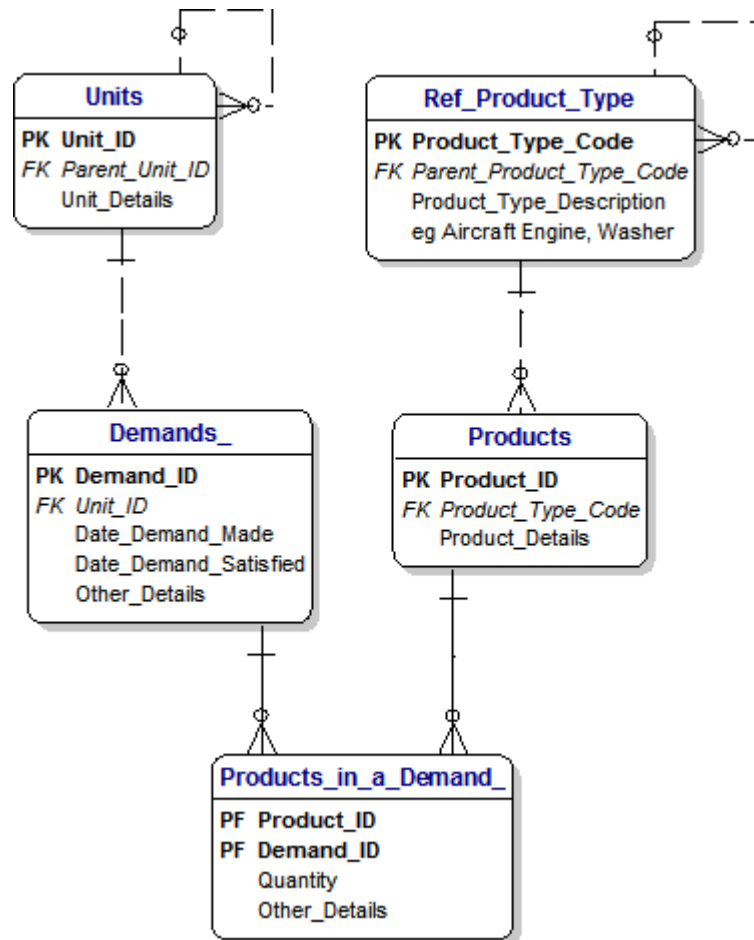 Units
PK Unit_ID
FK Parent_Unit_ID
Unit_Details
Ref_Product_Type
PK Product_Type_Code
FK Parent_Product_Type_Code
Product_Type_Description
eg Aircraft Engine, Washer
Demands_
PK Demand_ID
FK Unit_ID
Date_Demand_Made
Date_Demand_Satisfied
Other_Details
Products
PK Product_ID
FK Product_Type_Code
Product_Details
Products_in_a_Demand_
PF Product_ID
PF Demand_ID
Quantity
Other_Details